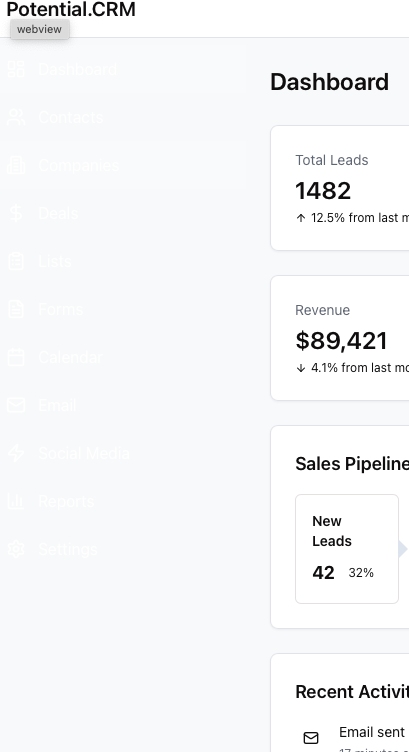 Potential.CRM
webview
Dashboard
Contacts
Companies
Deals
Lists
Forms
Calendar
Email
Social Media
Reports
Settings
Dashboard
Total Leads
1482
↑ 12.5% from last m
Revenue
$89,421
↓ 4.1% from last mo
Sales Pipeline
New
Leads
42 32%
Recent Activit
Email sent
17 minutes a